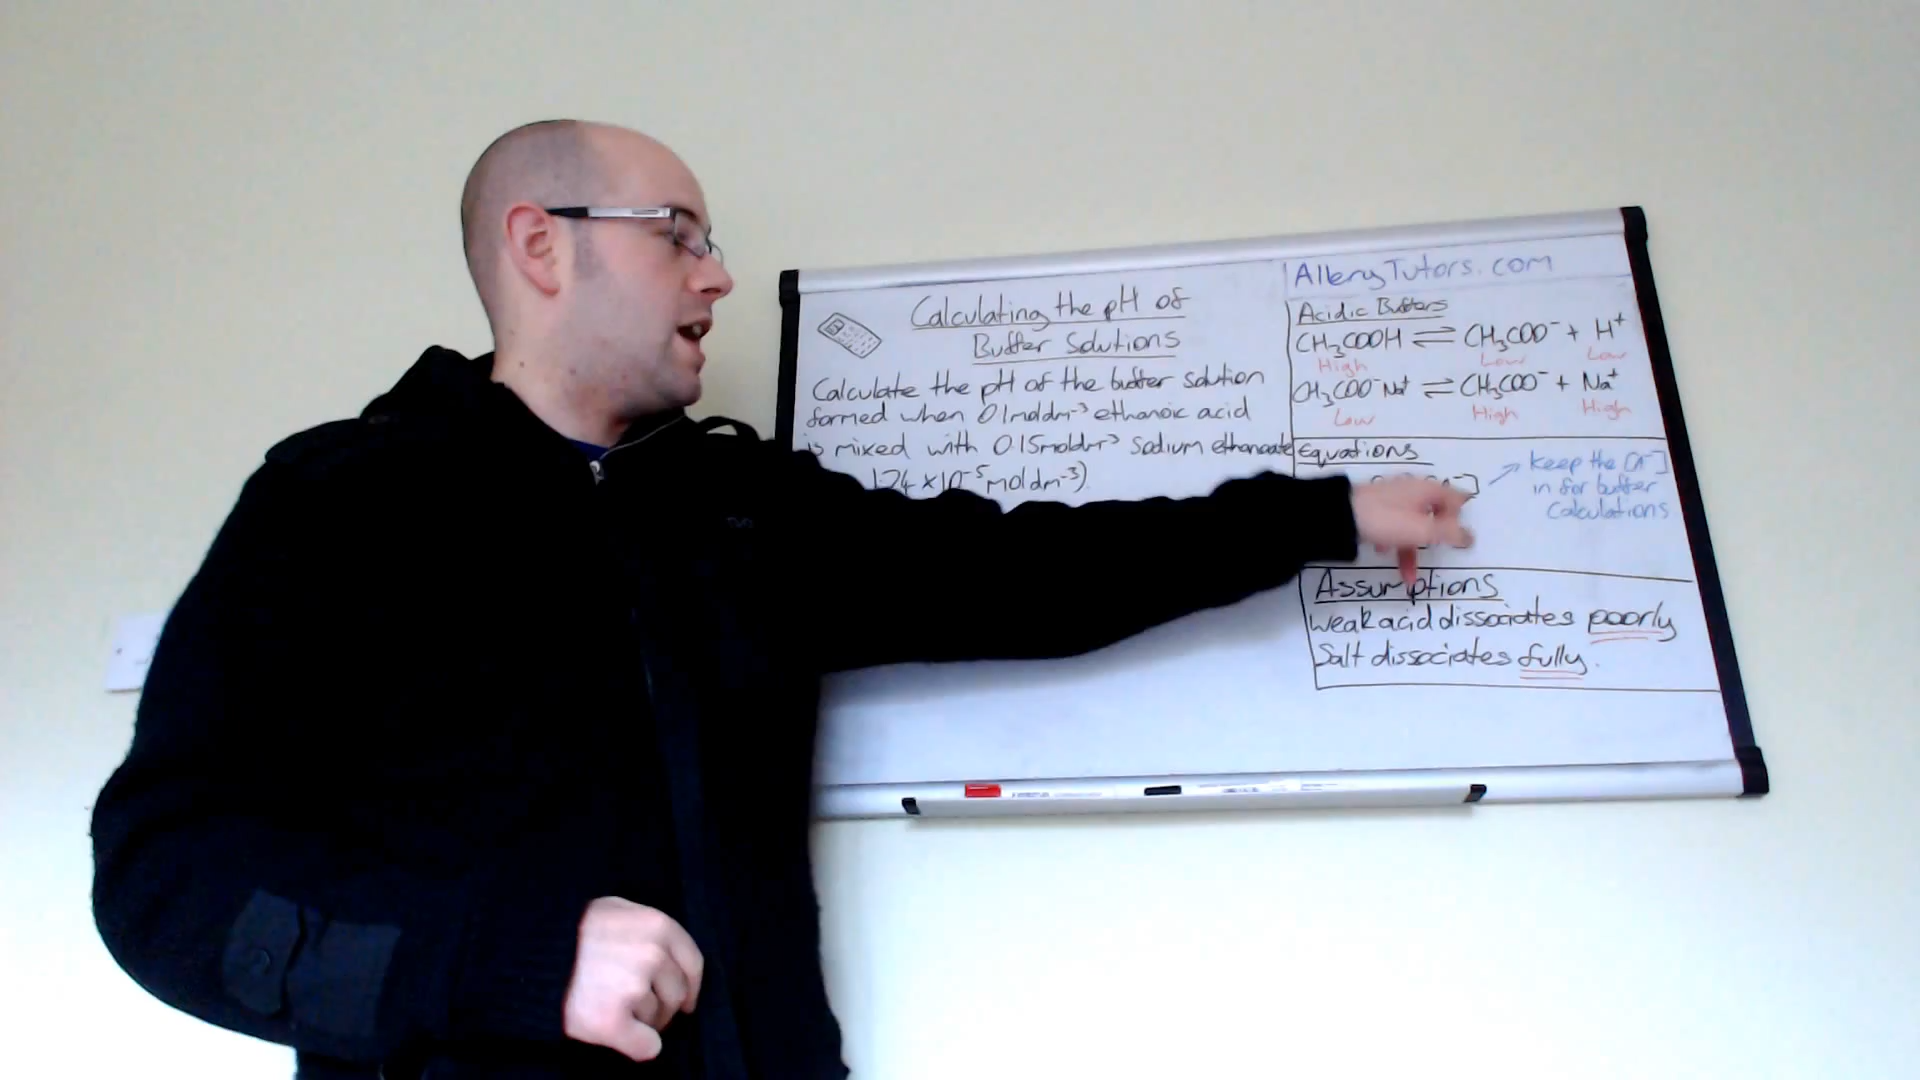 Calculating the pH of
Buffer Solutions
Calculate the pH of the buffer solution
formed when 0.1moldm⁻³ ethanoic acid
is mixed with 0.15moldm⁻³ sodium ethanoate
1.74 x 10⁻⁵ moldm⁻³).
AlleryTutors.com
Acidic Buffers
CH₃COOH ⇌ CH₃COO⁻ + H⁺
High Low Low
CH₃COO⁻Na⁺ ⇌ CH₃COO⁻ + Na⁺
Low High High
Equations
A⁻]
keep the [A⁻]
in for buffer
calculations
Assumptions
Weak acid dissociates poorly
Salt dissociates fully.